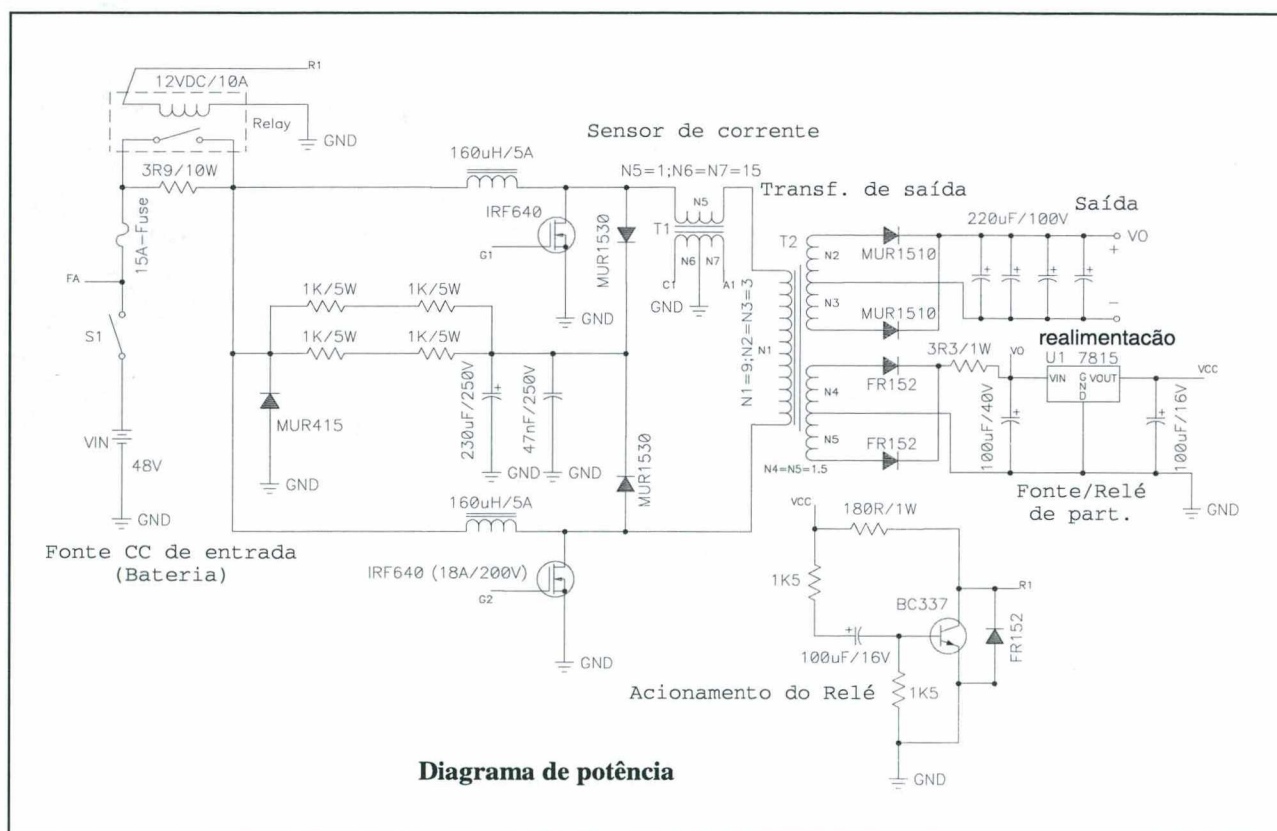 R1
12VDC/10A
Relay
GND
3R9/10W
15A-Fuse
FA
S1
VIN
48V
GND
Fonte CC de entrada
(Bateria)
160uH/5A
IRF640
G1
GND
MUR1530
1K/5W
1K/5W
1K/5W
1K/5W
MUR415
GND
230uF/250V
GND
47nF/250V
GND
MUR1530
160uH/5A
IRF640 (18A/200V)
G2
GND
Sensor de corrente
N5=1;N6=N7=15
N5
T1
N6
N7
C1
A1
GND
Transf. de saída
T2
N1
N1=9;N2=N3=3
N2
N3
N4
N5
N4=N5=1.5
MUR1510
MUR1510
FR152
FR152
220uF/100V
Saída
VO
+
-
realimentacão
3R3/1W
VO
U1 7815
VIN
GND
VOUT
VCC
100uF/40V
100uF/16V
GND
Fonte/Relé
de part.
VCC
180R/1W
1K5
100uF/16V
BC337
R1
FR152
1K5
GND
Acionamento do Relé
Diagrama de potência